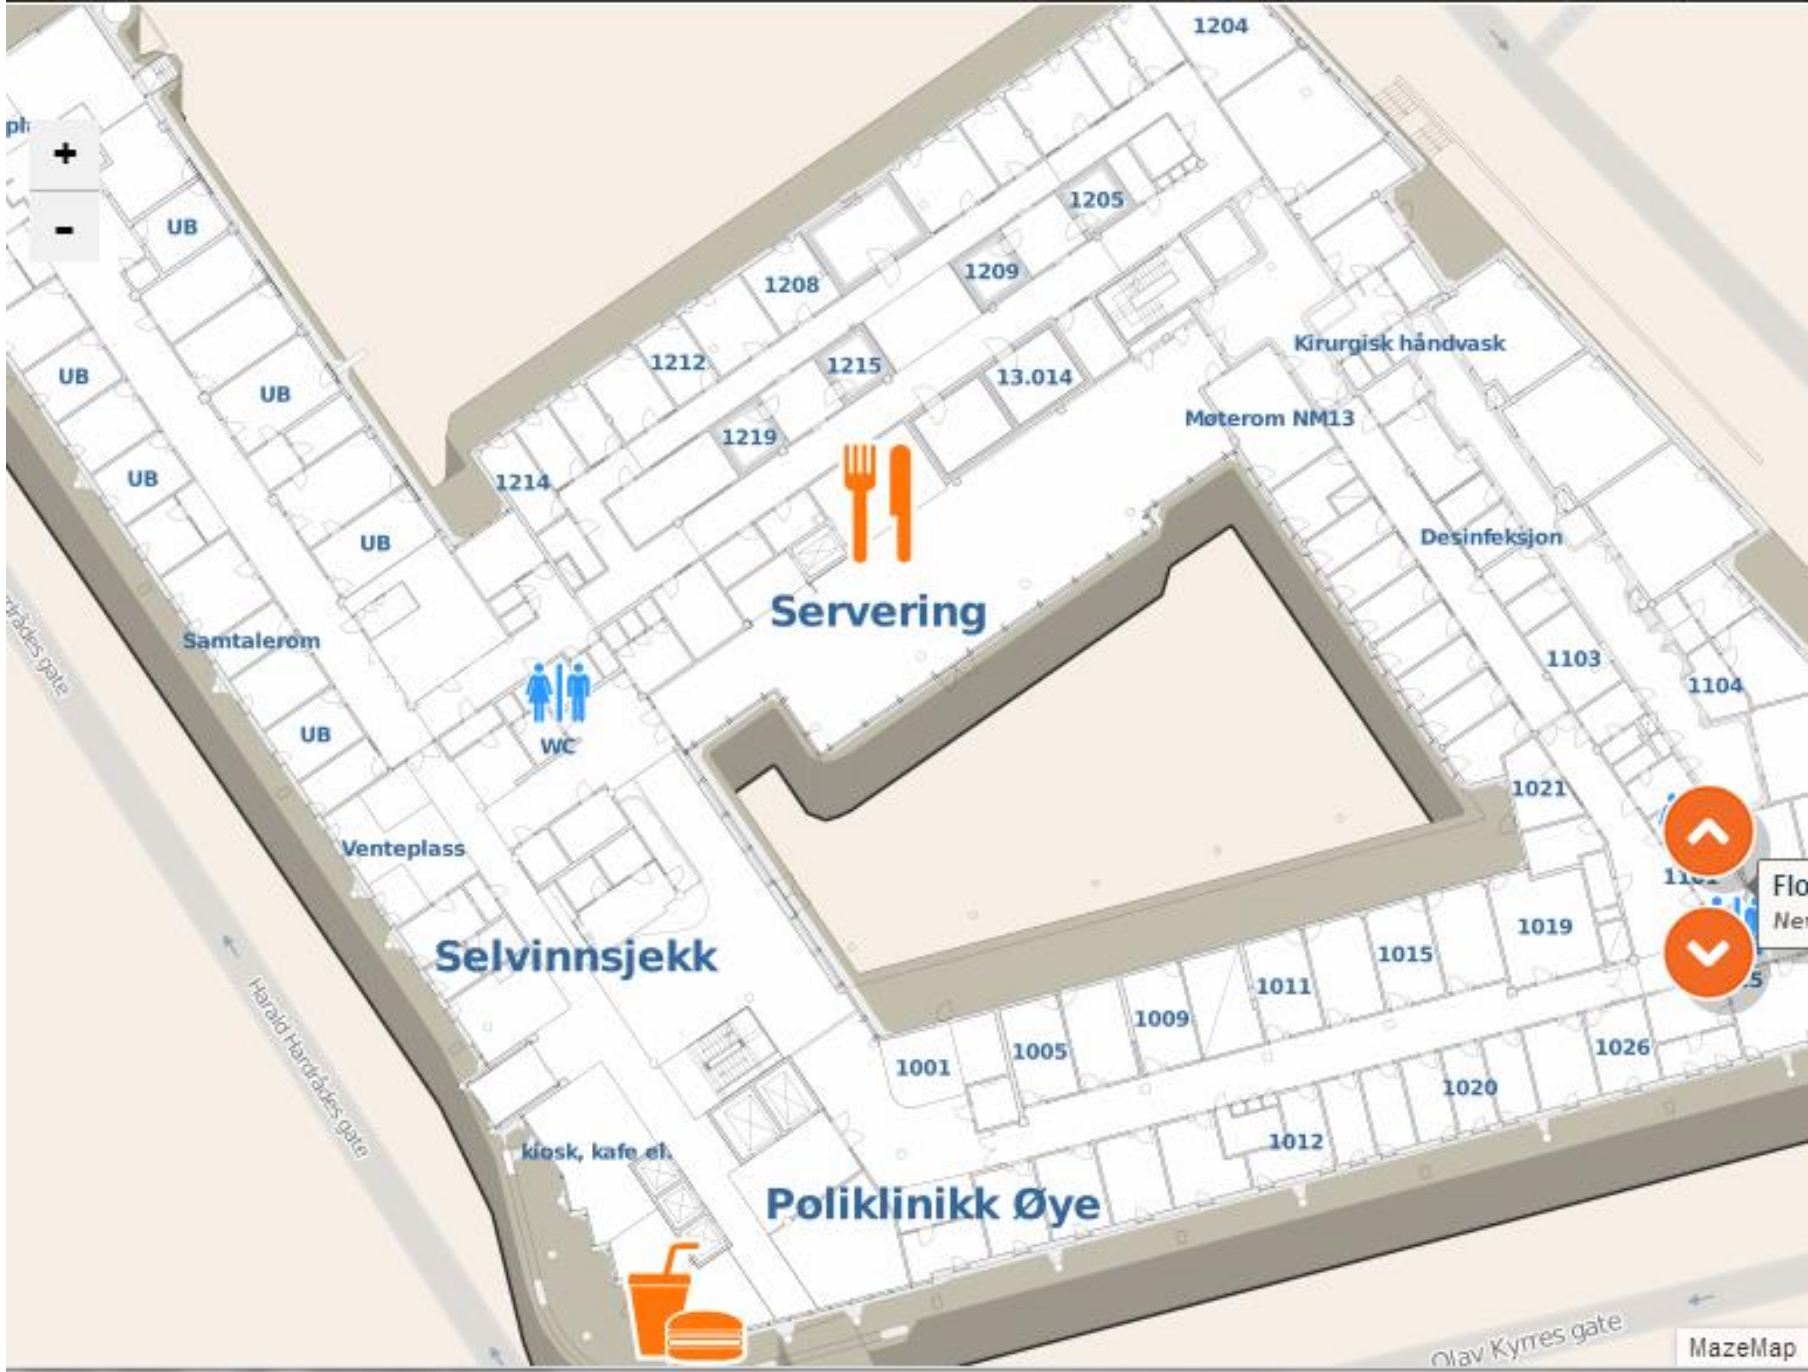 1204
+
-
UB
1205
1209
1208
Kirurgisk håndvask
1212
1215
13.014
UB
UB
Møterom NM13
1219
1214
UB
Desinfeksjon
UB
Servering
Samtalerom
1103
1104
UB
WC
1021
Venteplass
Selvinnsjekk
1019
1015
1011
1009
1005
1001
1026
1020
1012
Harald Hardrådes gate
kiosk, kafe el.
Poliklinikk Øye
Olav Kyrres gate
MazeMap